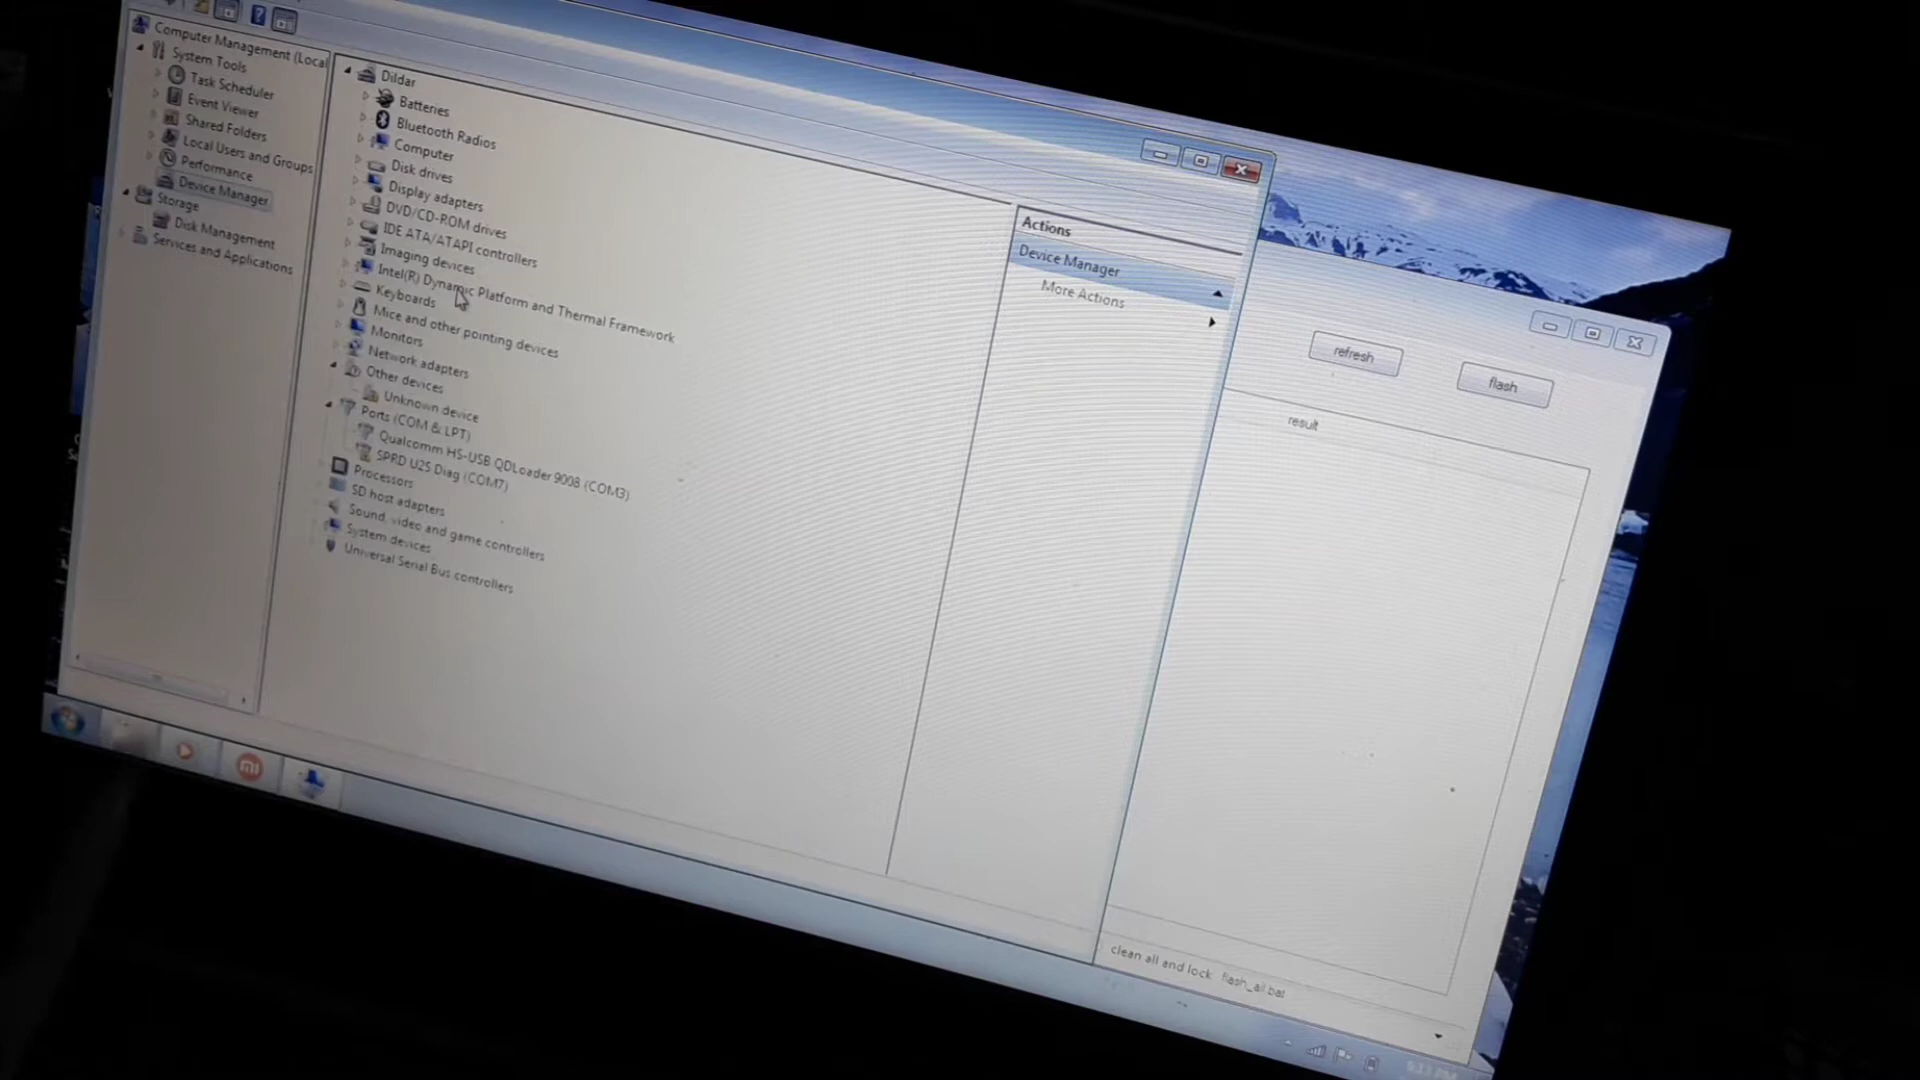 Computer Management (Local
System Tools
Task Scheduler
Event Viewer
Shared Folders
Local Users and Groups
Performance
Device Manager
Storage
Disk Management
Services and Applications
Dildar
Batteries
Bluetooth Radios
Computer
Disk drives
Display adapters
DVD/CD-ROM drives
IDE ATA/ATAPI controllers
Imaging devices
Intel(R) Dynamic Platform and Thermal Framework
Keyboards
Mice and other pointing devices
Monitors
Network adapters
Other devices
Unknown device
Ports (COM & LPT)
Qualcomm HS-USB QDLoader 9008 (COM3)
SPRD U2S Diag (COM7)
Processors
SD host adapters
Sound, video and game controllers
System devices
Universal Serial Bus controllers
Actions
Device Manager
More Actions
refresh
flash
result
clean all and lock flash_all.bat
mi